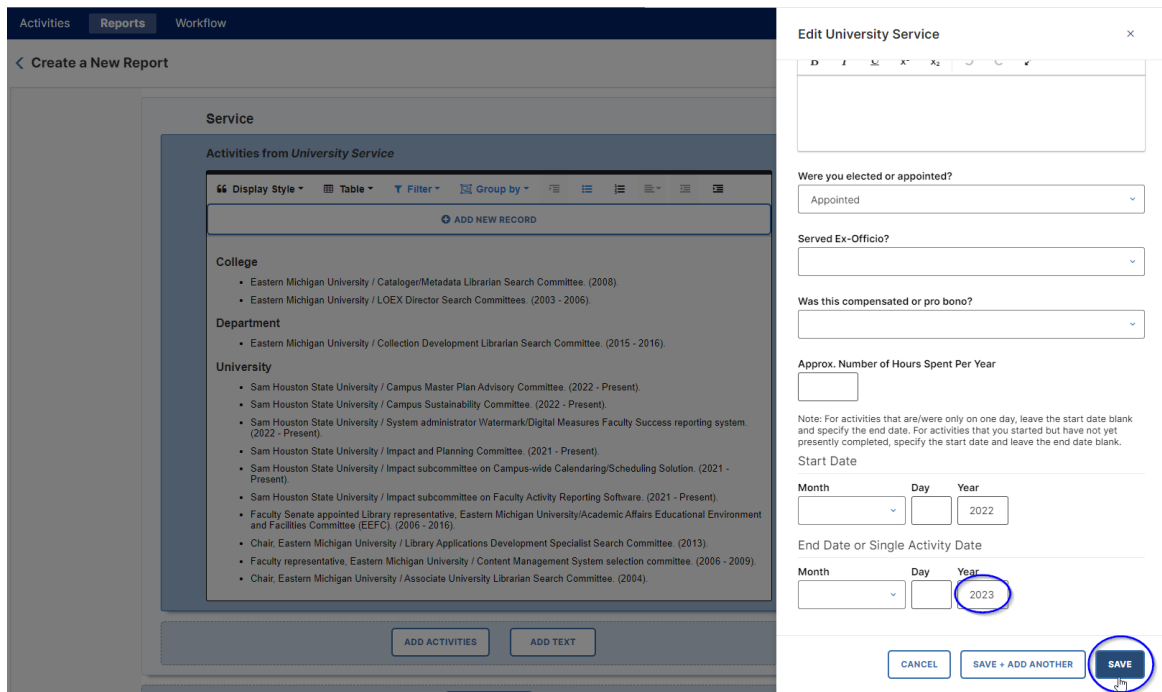 Activities Reports Workflow
Create a New Report
Service
Activities from University Service
Display Style Table Filter Group by
ADD NEW RECORD
College
• Eastern Michigan University / Cataloger/Metadata Librarian Search Committee. (2008).
• Eastern Michigan University / LOEX Director Search Committees. (2003 - 2006).
Department
• Eastern Michigan University / Collection Development Librarian Search Committee. (2015 - 2016).
University
• Sam Houston State University / Campus Master Plan Advisory Committee. (2022 - Present).
• Sam Houston State University / Campus Sustainability Committee. (2022 - Present).
• Sam Houston State University / System administrator Watermark/Digital Measures Faculty Success reporting system.
(2022 - Present).
• Sam Houston State University / Impact and Planning Committee. (2021 - Present).
• Sam Houston State University / Impact subcommittee on Campus-wide Calendaring/Scheduling Solution. (2021 -
Present).
• Sam Houston State University / Impact subcommittee on Faculty Activity Reporting Software. (2021 - Present).
• Faculty Senate appointed Library representative, Eastern Michigan University/Academic Affairs Educational Environment
and Facilities Committee (EEFC). (2006 - 2016).
• Chair, Eastern Michigan University / Library Applications Development Specialist Search Committee. (2013).
• Faculty representative, Eastern Michigan University / Content Management System selection committee. (2006 - 2009).
• Chair, Eastern Michigan University / Associate University Librarian Search Committee. (2004).
ADD ACTIVITIES ADD TEXT
Edit University Service
B I U x² x₂
Were you elected or appointed?
Appointed
Served Ex-Officio?
Was this compensated or pro bono?
Approx. Number of Hours Spent Per Year
Note: For activities that are/were only on one day, leave the start date blank
and specify the end date. For activities that you started but have not yet
presently completed, specify the start date and leave the end date blank.
Start Date
Month Day Year
2022
End Date or Single Activity Date
Month Day Year
2023
CANCEL SAVE + ADD ANOTHER SAVE